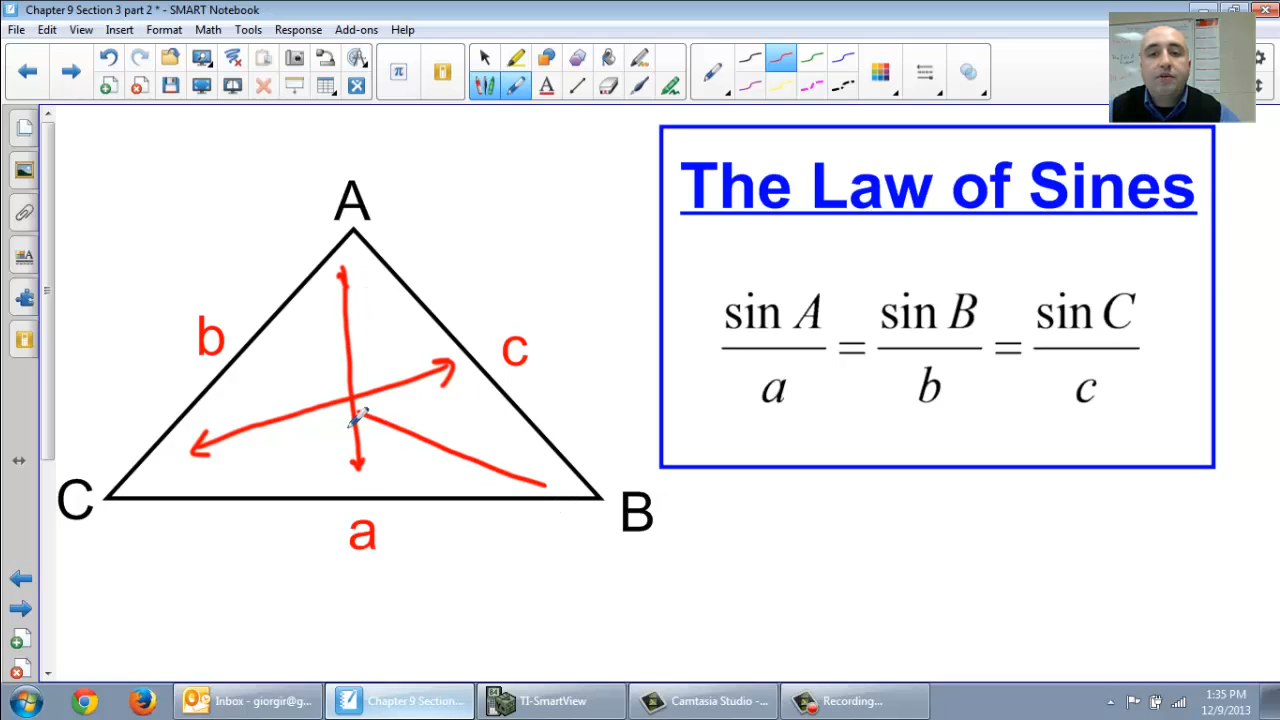 Chapter 9 Section 3 part 2 * - SMART Notebook
File Edit View Insert Format Math Tools Response Add-ons Help
π
The Law of Sines
A
b
c
C
a
B
sin A / a = sin B / b = sin C / c
Inbox - giorgir@g...
Chapter 9 Section...
TI-SmartView
Camtasia Studio -...
Recording...
1:35 PM
12/9/2013